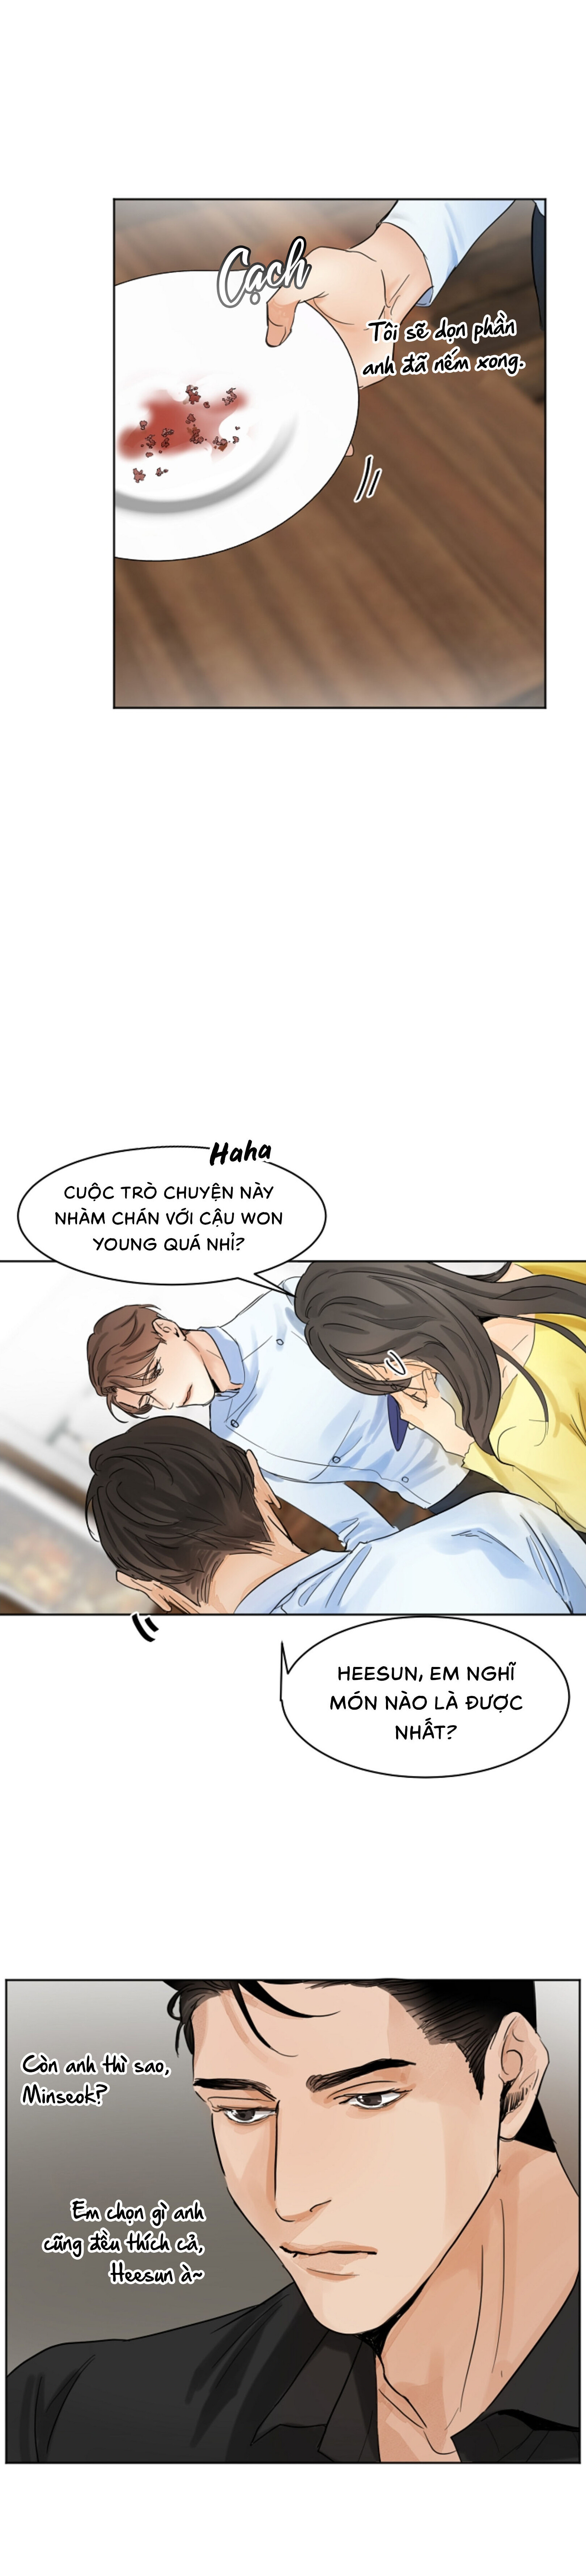 Cạch
Tôi sẽ dọn phần
anh đã nếm xong.
Haha
CUỘC TRÒ CHUYỆN NÀY
NHÀM CHÁN VỚI CẬU WON
YOUNG QUÁ NHỈ?
HEESUN, EM NGHĨ
MÓN NÀO LÀ ĐƯỢC
NHẤT?
Còn anh thì sao,
Minseok?
Em chọn gì anh
cũng đều thích cả,
Heesun à~